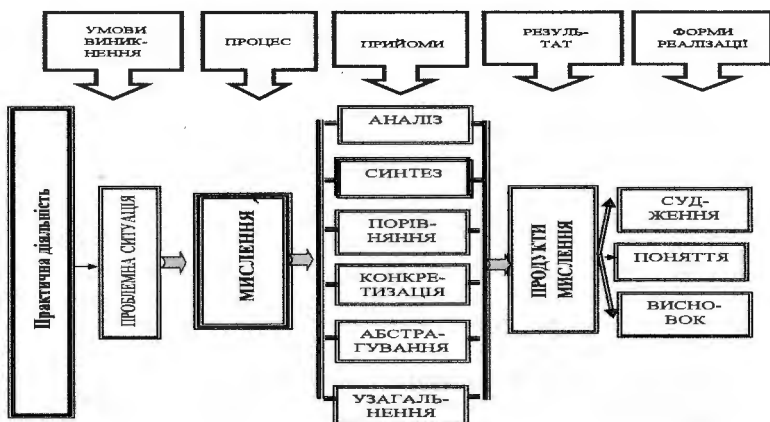 УМОВИ
ВИНИК-
НЕННЯ
ПРОЦЕС
ПРИЙОМИ
РЕЗУЛЬ-
ТАТ
ФОРМИ
РЕАЛІЗАЦІЇ
Практична діяльність
ПРОБЛЕМНА СИТУАЦІЯ
МИСЛЕННЯ
АНАЛІЗ
СИНТЕЗ
ПОРІВ-
НЯННЯ
КОНКРЕ-
ТИЗАЦІЯ
АБСТРА-
ГУВАННЯ
УЗАГАЛЬ-
НЕННЯ
ПРОДУКТИ
МИСЛЕННЯ
СУД-
ЖЕННЯ
ПОНЯТТЯ
ВИСНО-
ВОК